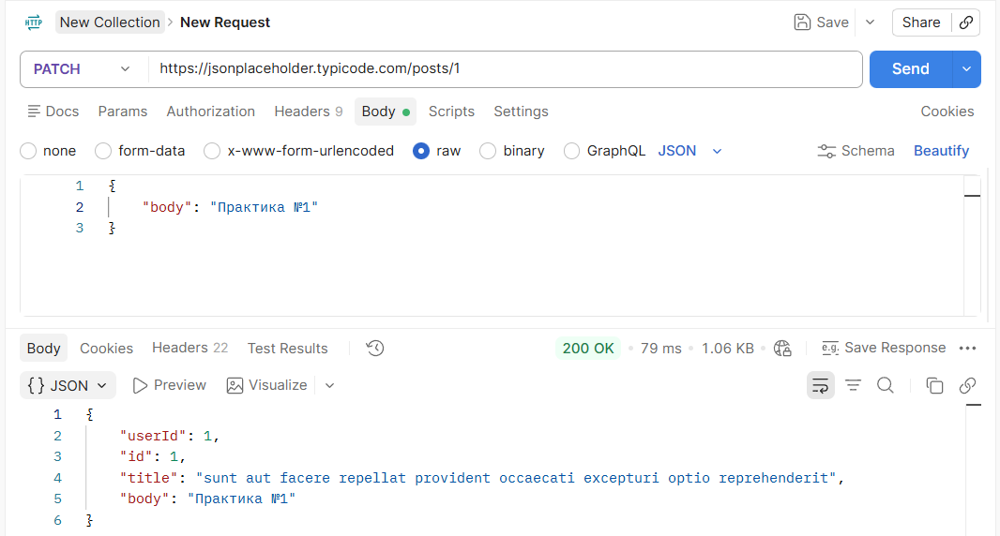 HTTP New Collection > New Request Save Share
PATCH https://jsonplaceholder.typicode.com/posts/1 Send
Docs Params Authorization Headers 9 Body Scripts Settings Cookies
none form-data x-www-form-urlencoded raw binary GraphQL JSON Schema Beautify
1 {
2 "body": "Практика №1"
3 }
Body Cookies Headers 22 Test Results 200 OK • 79 ms • 1.06 KB • e.g. Save Response
{} JSON Preview Visualize
1 {
2 "userId": 1,
3 "id": 1,
4 "title": "sunt aut facere repellat provident occaecati excepturi optio reprehenderit",
5 "body": "Практика №1"
6 }